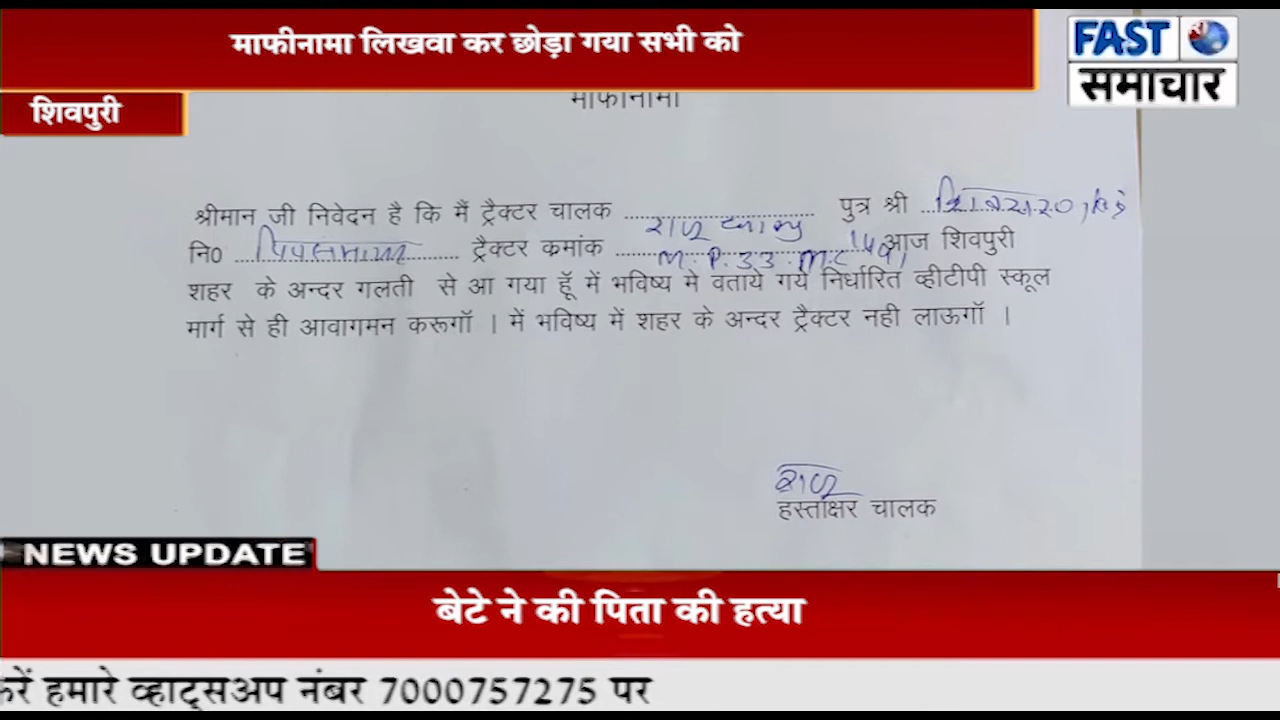 माफीनामा लिखवा कर छोड़ा गया सभी को
FAST
समाचार
शिवपुरी
माफीनामा
श्रीमान जी निवेदन है कि मैं ट्रैक्टर चालक राजू पुत्र श्री
नि0 ट्रैक्टर क्रमांक M.P.33.M.C आज शिवपुरी
शहर के अन्दर गलती से आ गया हूॅ में भविष्य मे वताये गये निर्धारित व्हीटीपी स्कूल
मार्ग से ही आवागमन करूगॉ । में भविष्य में शहर के अन्दर ट्रैक्टर नही लाऊगॉ ।
राजू
हस्ताक्षर चालक
NEWS UPDATE
बेटे ने की पिता की हत्या
करें हमारे व्हाट्सअप नंबर 7000757275 पर